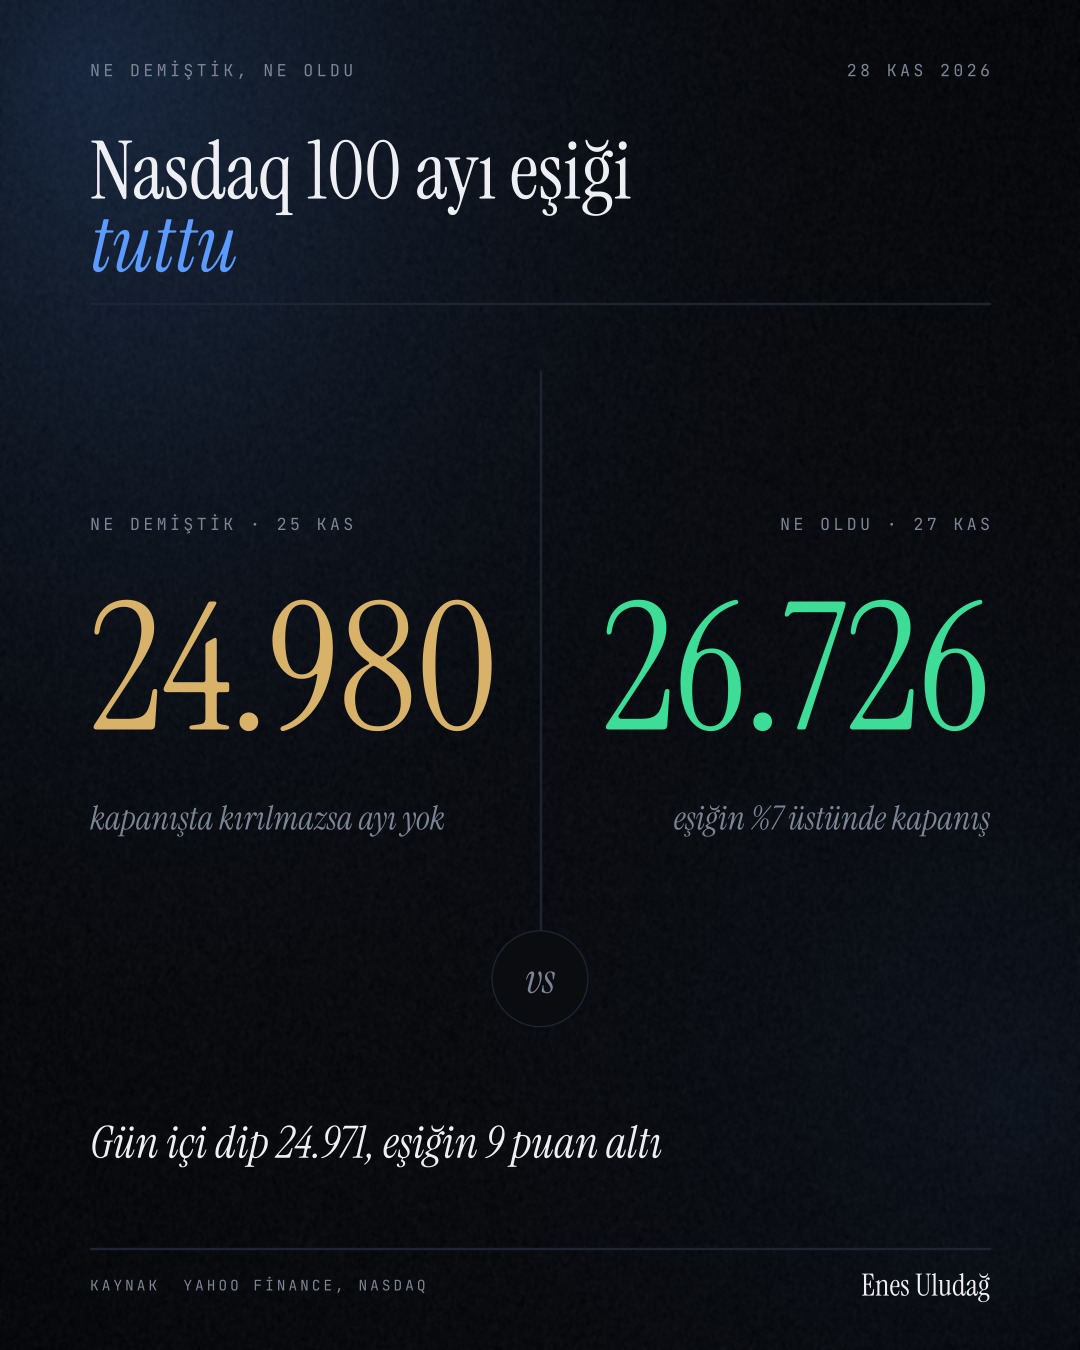 NE DEMİŞTİK, NE OLDU
28 KAS 2026
Nasdaq 100 ayı eşiği
tuttu
NE DEMİŞTİK · 25 KAS
24.980
kapanışta kırılmazsa ayı yok
NE OLDU · 27 KAS
26.726
eşiğin %7 üstünde kapanış
vs
Gün içi dip 24.971, eşiğin 9 puan altı
KAYNAK YAHOO FİNANCE, NASDAQ
Enes Uludağ